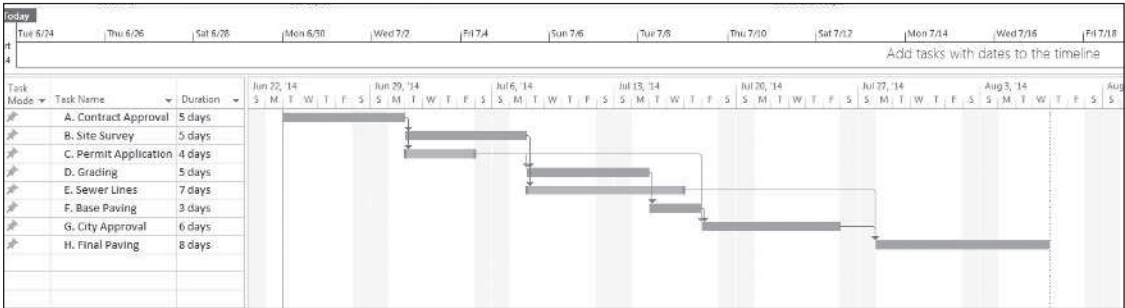 Today
Tue 6/24 Thu 6/26 Sat 6/28 Mon 6/30 Wed 7/2 Fri 7/4 Sun 7/6 Tue 7/8 Thu 7/10 Sat 7/12 Mon 7/14 Wed 7/16 Fri 7/18
Add tasks with dates to the timeline
Task Mode Task Name Duration
Jun 22, '14 Jun 29, '14 Jul 6, '14 Jul 13, '14 Jul 20, '14 Jul 27, '14 Aug 3, '14 Aug
S M T W T F S S M T W T F S S M T W T F S S M T W T F S S M T W T F S S M T W T F S S M T W T F S S
A. Contract Approval 5 days
B. Site Survey 5 days
C. Permit Application 4 days
D. Grading 5 days
E. Sewer Lines 7 days
F. Base Paving 3 days
G. City Approval 6 days
H. Final Paving 8 days